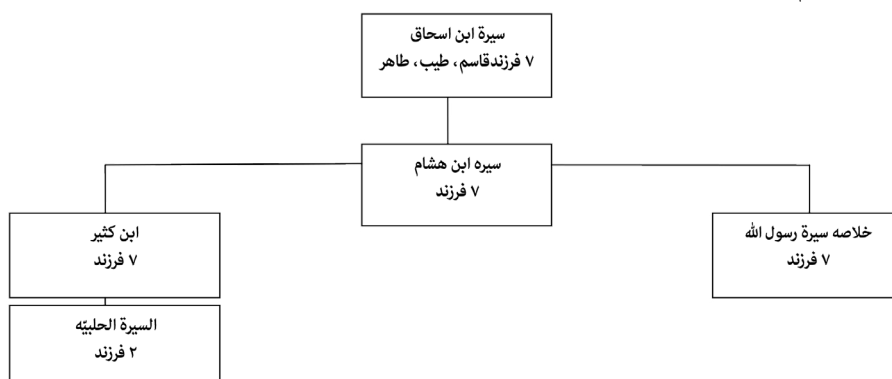 سیرة ابن اسحاق
۷ فرزندقاسم، طیب، طاهر
سیره ابن هشام
۷ فرزند
خلاصه سیرة رسول الله
۷ فرزند
ابن کثیر
۷ فرزند
السیرة الحلبیّه
۲ فرزند